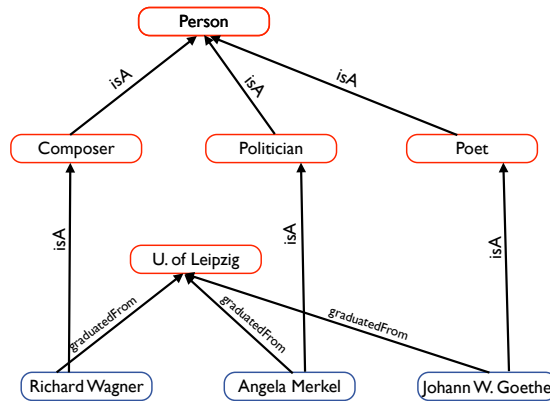 Person
isA
isA
isA
Composer
Politician
Poet
isA
isA
isA
U. of Leipzig
graduatedFrom
graduatedFrom
graduatedFrom
Richard Wagner
Angela Merkel
Johann W. Goethe